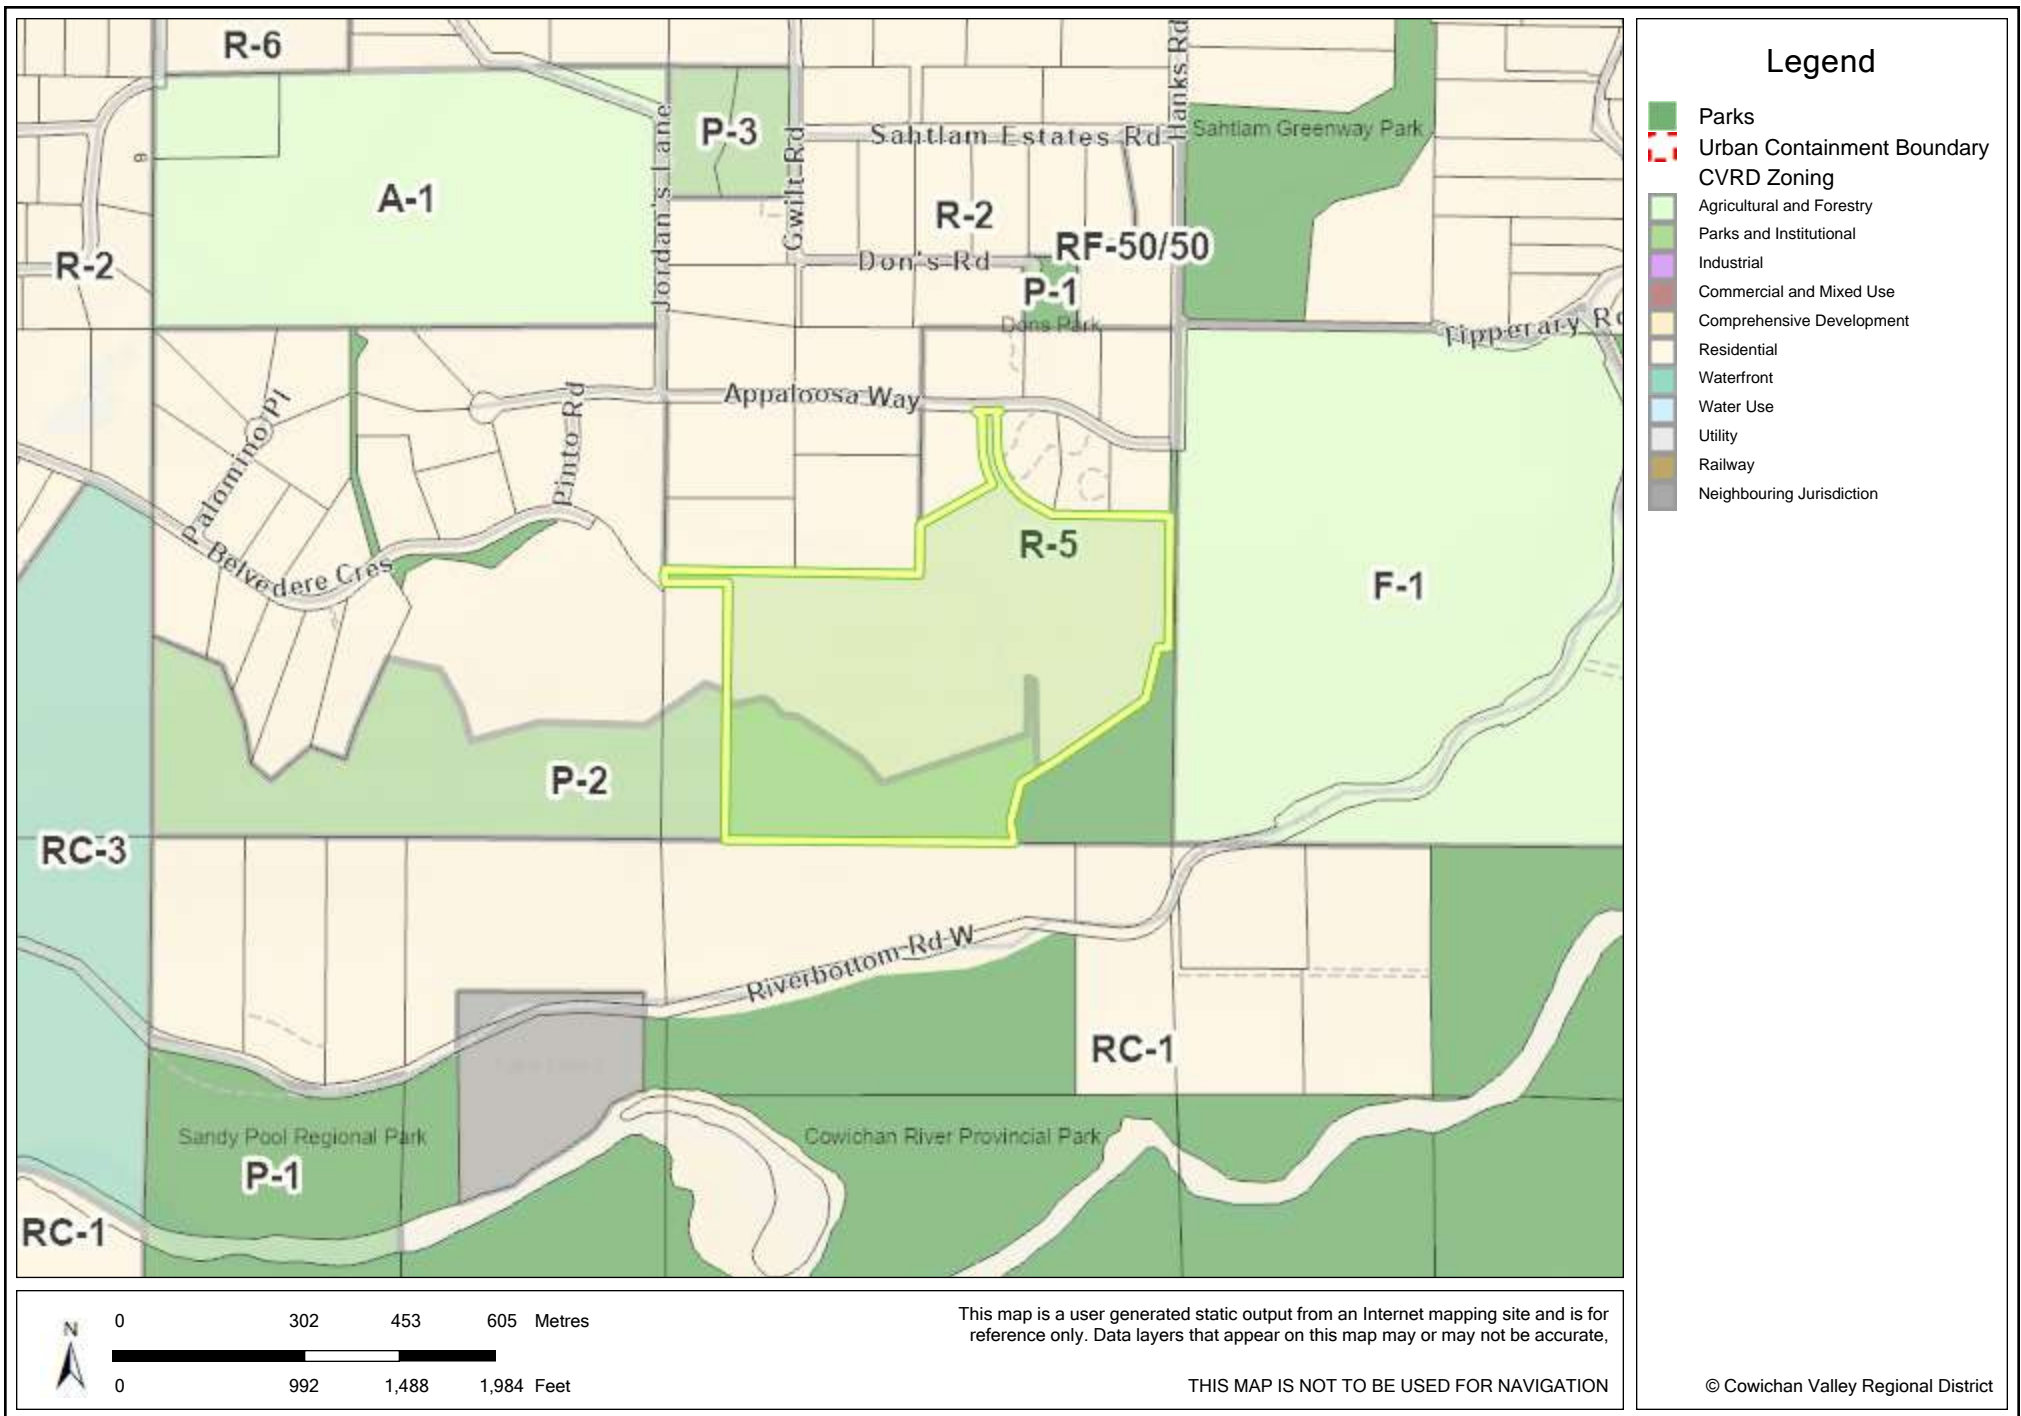 R-6
P-3
Hanks Rd
Sahtlam Estates Rd
Sahtlam Greenway Park
A-1
Jordan's Lane
Gwilt Rd
R-2
RF-50/50
R-2
Don's Rd
P-1
Dons Park
Tipperary Rd
Appaloosa Way
Palomino Pl
Pinto Rd
R-5
Belvedere Cres
F-1
P-2
RC-3
Riverbottom Rd W
RC-1
Sandy Pool Regional Park
Cowichan River Provincial Park
P-1
RC-1
Legend
Parks
Urban Containment Boundary
CVRD Zoning
Agricultural and Forestry
Parks and Institutional
Industrial
Commercial and Mixed Use
Comprehensive Development
Residential
Waterfront
Water Use
Utility
Railway
Neighbouring Jurisdiction
N
0 302 453 605 Metres
0 992 1,488 1,984 Feet
This map is a user generated static output from an Internet mapping site and is for
reference only. Data layers that appear on this map may or may not be accurate,
THIS MAP IS NOT TO BE USED FOR NAVIGATION
© Cowichan Valley Regional District